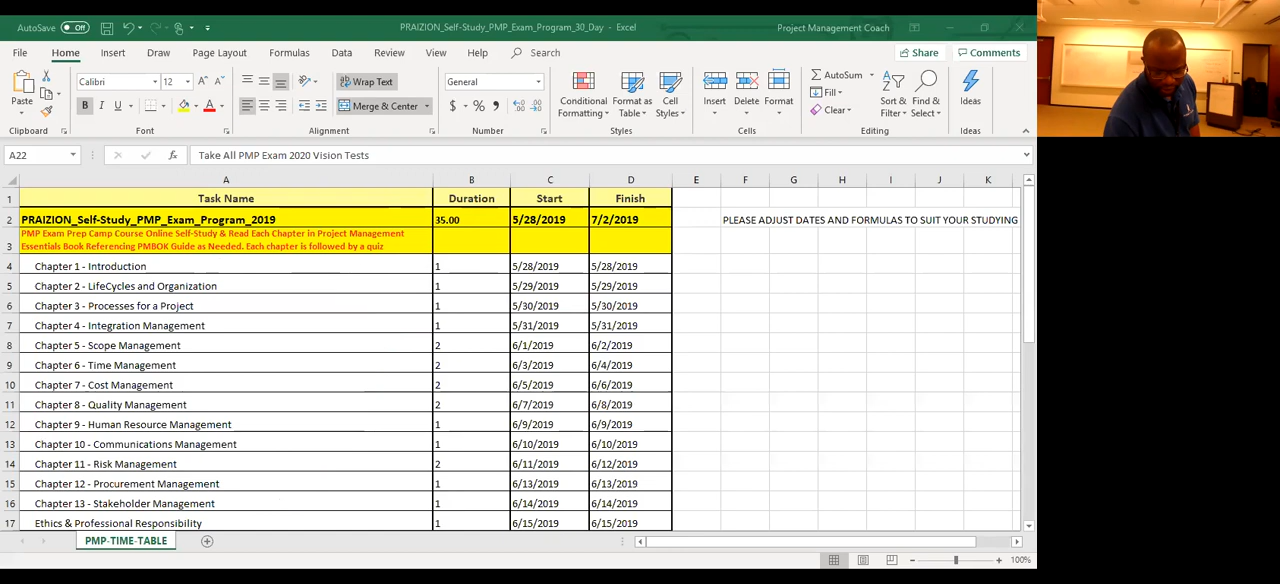 AutoSave Off
PRAIZION_Self-Study_PMP_Exam_Program_30_Day - Excel
Project Management Coach
File Home Insert Draw Page Layout Formulas Data Review View Help Search
Share Comments
Paste
Clipboard
Calibri 12
B I U
Font
Wrap Text
Merge & Center
Alignment
General
$ % ,
Number
Conditional Formatting
Format as Table
Cell Styles
Styles
Insert Delete Format
Cells
AutoSum
Fill
Clear
Sort & Filter
Find & Select
Editing
Ideas
Ideas
A22 fx Take All PMP Exam 2020 Vision Tests
A B C D E F G H I J K
1 Task Name Duration Start Finish
2 PRAIZION_Self-Study_PMP_Exam_Program_2019 35.00 5/28/2019 7/2/2019 PLEASE ADJUST DATES AND FORMULAS TO SUIT YOUR STUDYING
PMP Exam Prep Camp Course Online Self-Study & Read Each Chapter in Project Management
3 Essentials Book Referencing PMBOK Guide as Needed. Each chapter is followed by a quiz
4 Chapter 1 - Introduction 1 5/28/2019 5/28/2019
5 Chapter 2 - LifeCycles and Organization 1 5/29/2019 5/29/2019
6 Chapter 3 - Processes for a Project 1 5/30/2019 5/30/2019
7 Chapter 4 - Integration Management 1 5/31/2019 5/31/2019
8 Chapter 5 - Scope Management 2 6/1/2019 6/2/2019
9 Chapter 6 - Time Management 2 6/3/2019 6/4/2019
10 Chapter 7 - Cost Management 2 6/5/2019 6/6/2019
11 Chapter 8 - Quality Management 2 6/7/2019 6/8/2019
12 Chapter 9 - Human Resource Management 1 6/9/2019 6/9/2019
13 Chapter 10 - Communications Management 1 6/10/2019 6/10/2019
14 Chapter 11 - Risk Management 2 6/11/2019 6/12/2019
15 Chapter 12 - Procurement Management 1 6/13/2019 6/13/2019
16 Chapter 13 - Stakeholder Management 1 6/14/2019 6/14/2019
17 Ethics & Professional Responsibility 1 6/15/2019 6/15/2019
PMP-TIME-TABLE
100%